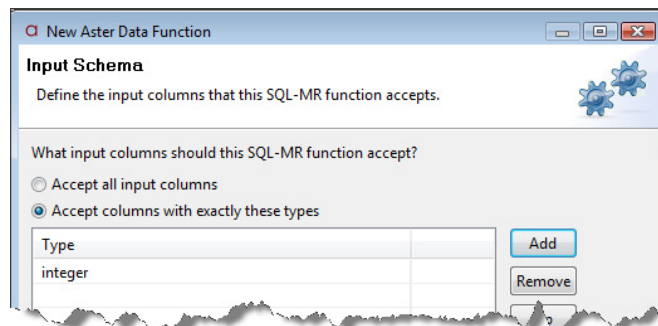 New Aster Data Function
Input Schema
Define the input columns that this SQL-MR function accepts.
What input columns should this SQL-MR function accept?
Accept all input columns
Accept columns with exactly these types
Type
Add
integer
Remove